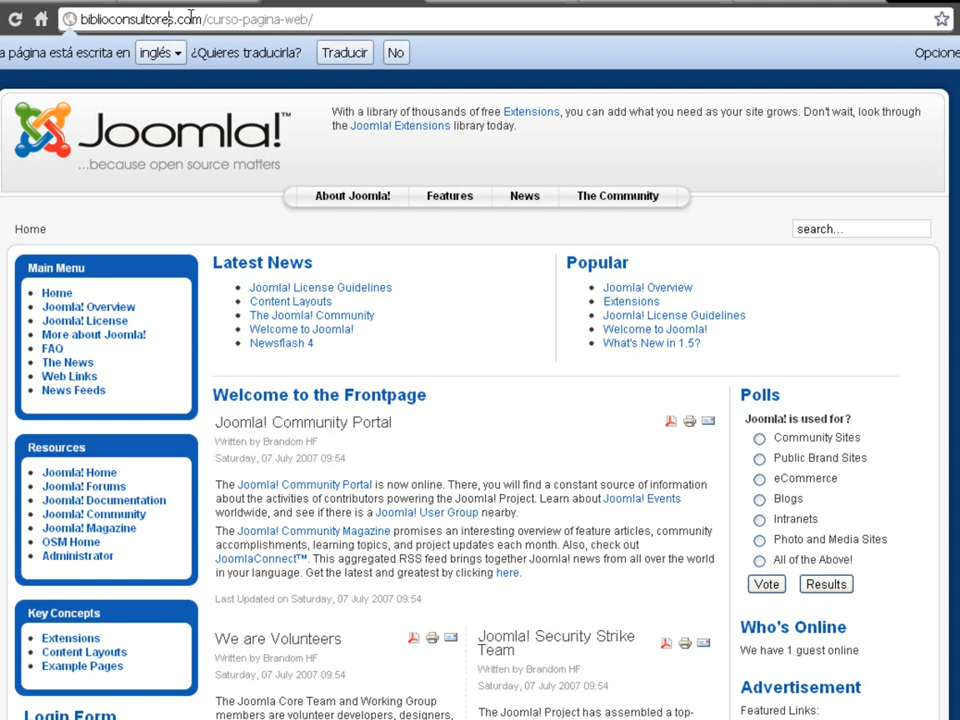 biblioconsultores.com/curso-pagina-web/
a página está escrita en inglés ¿Quieres traducirla? Traducir No Opcione
Joomla!™
...because open source matters
With a library of thousands of free Extensions, you can add what you need as your site grows. Don't wait, look through
the Joomla! Extensions library today.
About Joomla! Features News The Community
Home
search...
Main Menu
Home
Joomla! Overview
Joomla! License
More about Joomla!
FAQ
The News
Web Links
News Feeds
Resources
Joomla! Home
Joomla! Forums
Joomla! Documentation
Joomla! Community
Joomla! Magazine
OSM Home
Administrator
Key Concepts
Extensions
Content Layouts
Example Pages
Login Form
Latest News
Joomla! License Guidelines
Content Layouts
The Joomla! Community
Welcome to Joomla!
Newsflash 4
Popular
Joomla! Overview
Extensions
Joomla! License Guidelines
Welcome to Joomla!
What's New in 1.5?
Welcome to the Frontpage
Joomla! Community Portal
Written by Brandom HF
Saturday, 07 July 2007 09:54
The Joomla! Community Portal is now online. There, you will find a constant source of information
about the activities of contributors powering the Joomla! Project. Learn about Joomla! Events
worldwide, and see if there is a Joomla! User Group nearby.
The Joomla! Community Magazine promises an interesting overview of feature articles, community
accomplishments, learning topics, and project updates each month. Also, check out
JoomlaConnect™. This aggregated RSS feed brings together Joomla! news from all over the world
in your language. Get the latest and greatest by clicking here.
Last Updated on Saturday, 07 July 2007 09:54
We are Volunteers
Written by Brandom HF
Saturday, 07 July 2007 09:54
The Joomla Core Team and Working Group
members are volunteer developers, designers,
Joomla! Security Strike
Team
Written by Brandom HF
Saturday, 07 July 2007 09:54
The Joomla! Project has assembled a top-
Polls
Joomla! is used for?
Community Sites
Public Brand Sites
eCommerce
Blogs
Intranets
Photo and Media Sites
All of the Above!
Vote Results
Who's Online
We have 1 guest online
Advertisement
Featured Links: